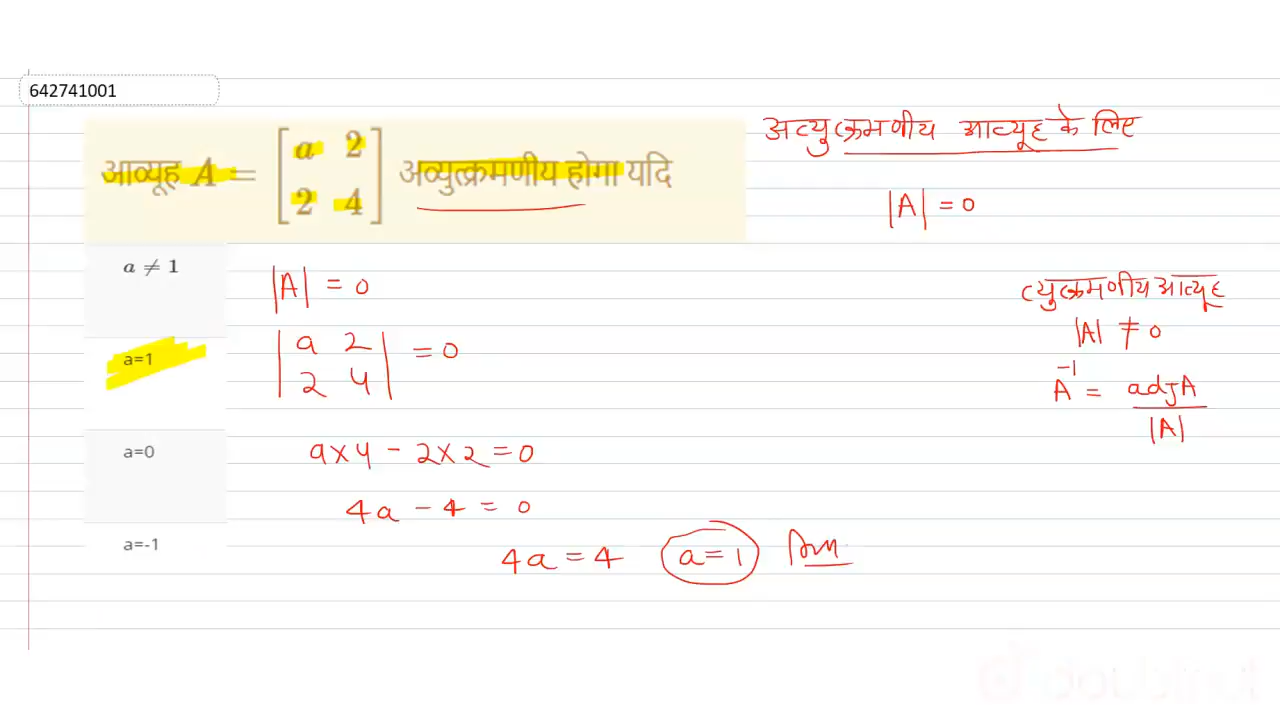 642741001
आव्यूह A = [a 2
2 4] अव्युत्क्रमणीय होगा यदि
a ≠ 1
a=1
a=0
a=-1
|A| = 0
|a 2
2 4| = 0
a×4 - 2×2 = 0
4a - 4 = 0
4a = 4 a=1 Ans
अव्युत्क्रमणीय आव्यूह के लिए
|A| = 0
व्युत्क्रमणीय आव्यूह
|A| ≠ 0
A⁻¹ = adjA
|A|
doubtnut